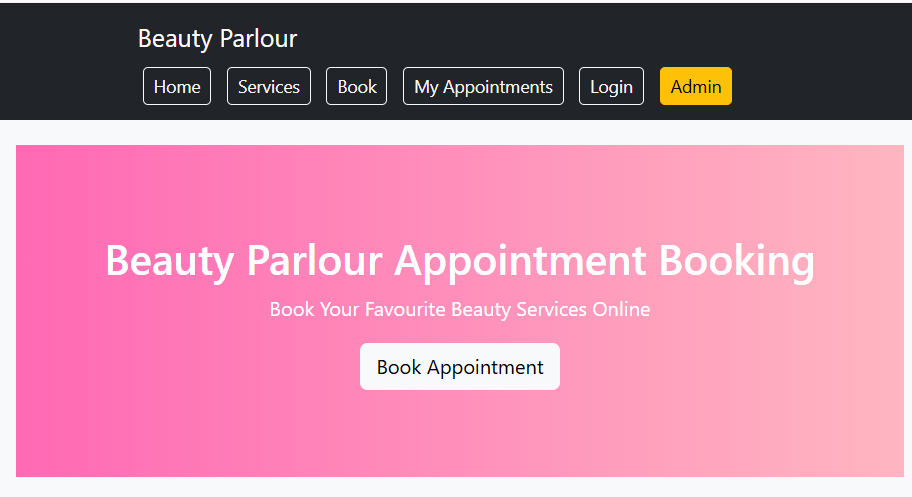 Beauty Parlour
Home Services Book My Appointments Login Admin
Beauty Parlour Appointment Booking
Book Your Favourite Beauty Services Online
Book Appointment